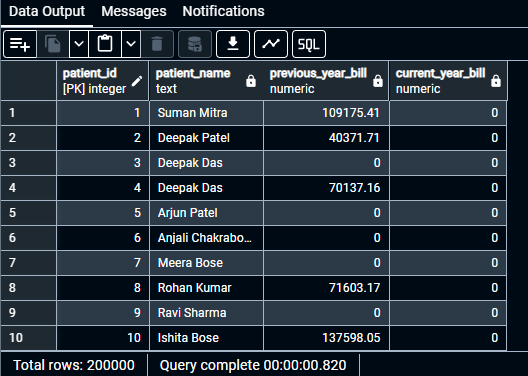 Data Output Messages Notifications
SQL
patient_id patient_name previous_year_bill current_year_bill
[PK] integer text numeric numeric
1 1 Suman Mitra 109175.41 0
2 2 Deepak Patel 40371.71 0
3 3 Deepak Das 0 0
4 4 Deepak Das 70137.16 0
5 5 Arjun Patel 0 0
6 6 Anjali Chakrabo... 0 0
7 7 Meera Bose 0 0
8 8 Rohan Kumar 71603.17 0
9 9 Ravi Sharma 0 0
10 10 Ishita Bose 137598.05 0
Total rows: 200000 Query complete 00:00:00.820